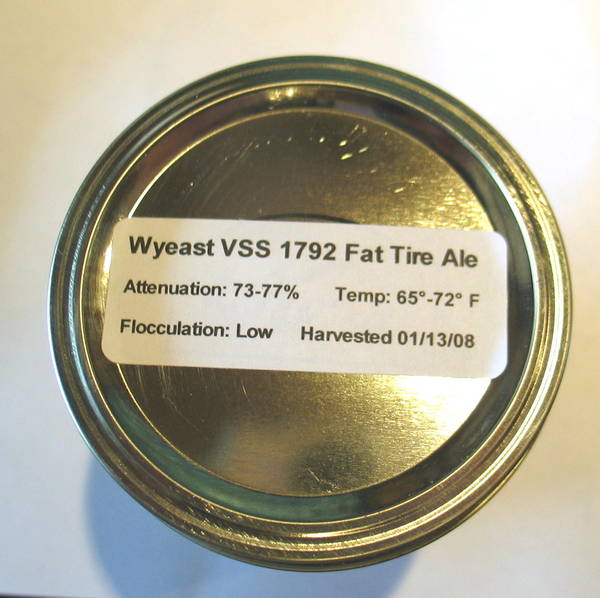 Wyeast VSS 1792 Fat Tire Ale
Attenuation: 73-77% Temp: 65°-72° F
Flocculation: Low Harvested 01/13/08